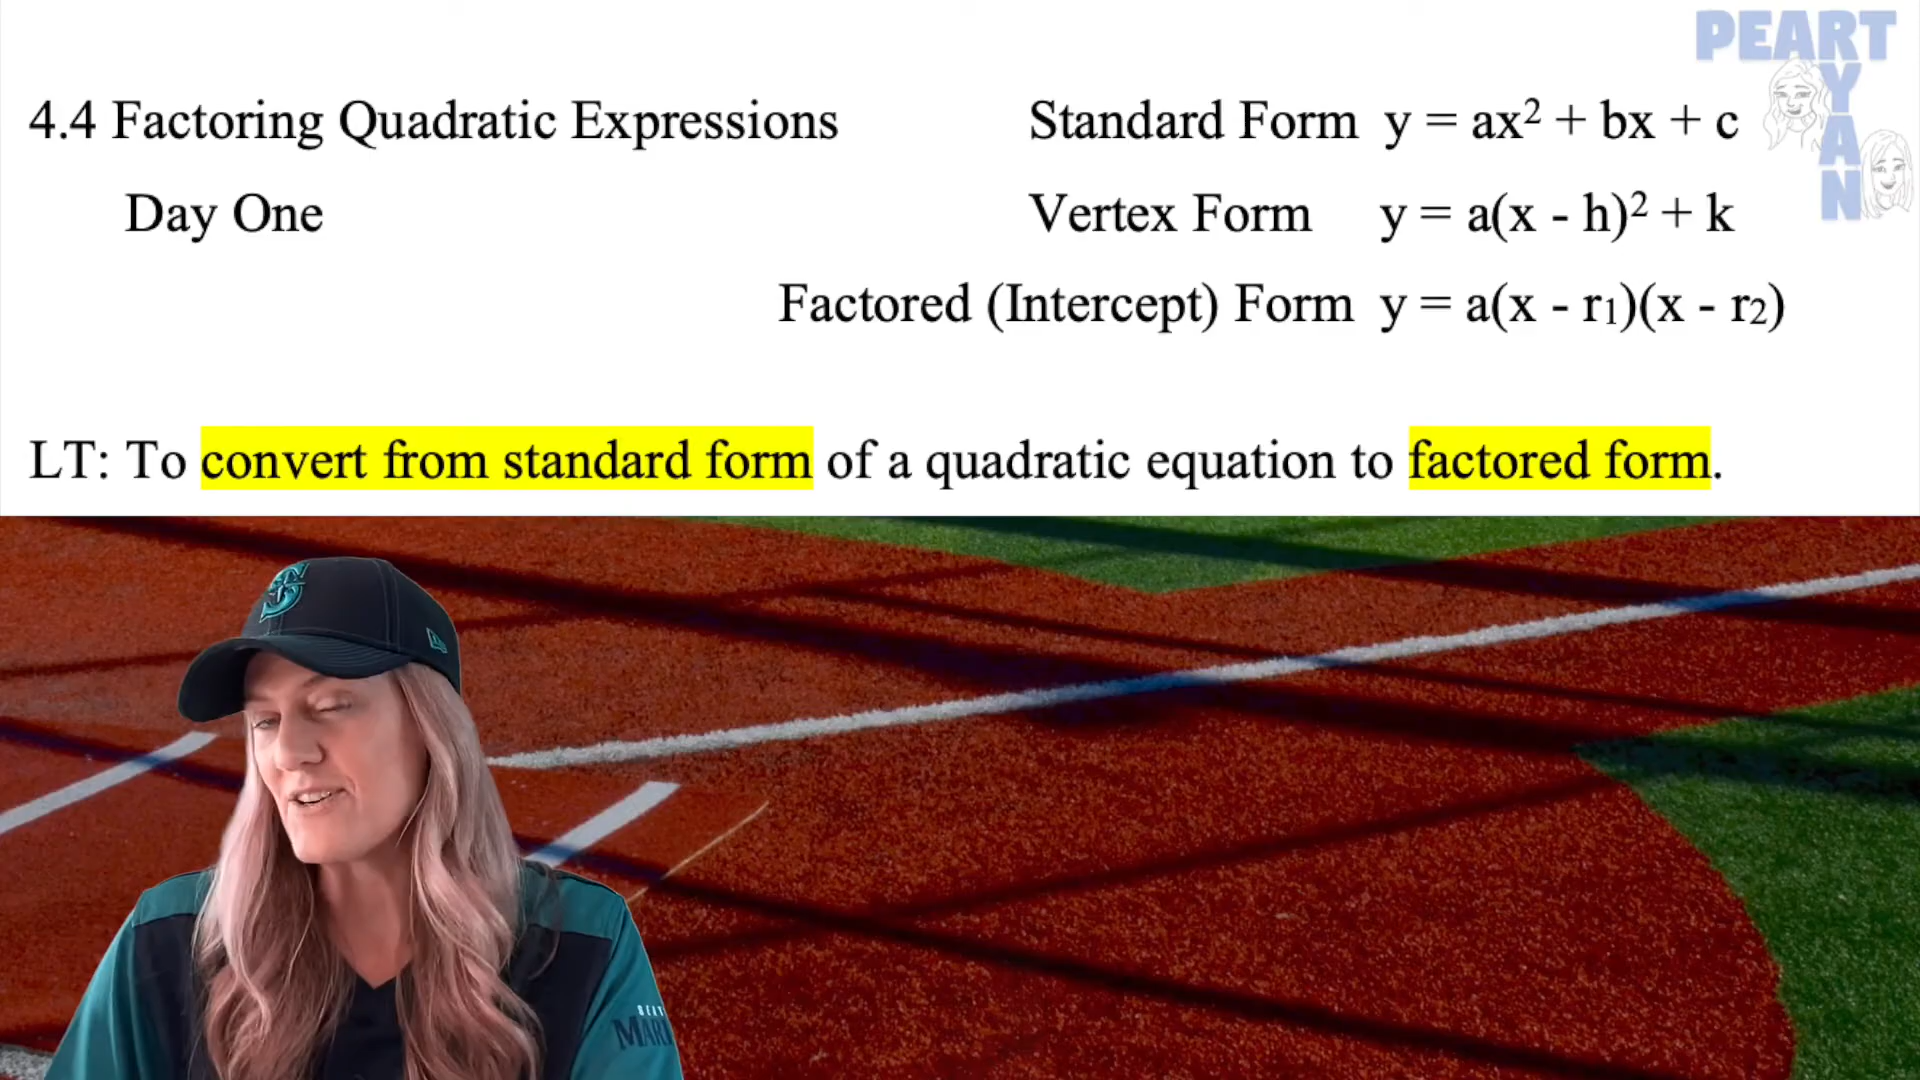 PEART
RYAN
4.4 Factoring Quadratic Expressions
Standard Form y = ax² + bx + c
Day One
Vertex Form y = a(x - h)² + k
Factored (Intercept) Form y = a(x - r₁)(x - r₂)
LT: To convert from standard form of a quadratic equation to factored form.
S